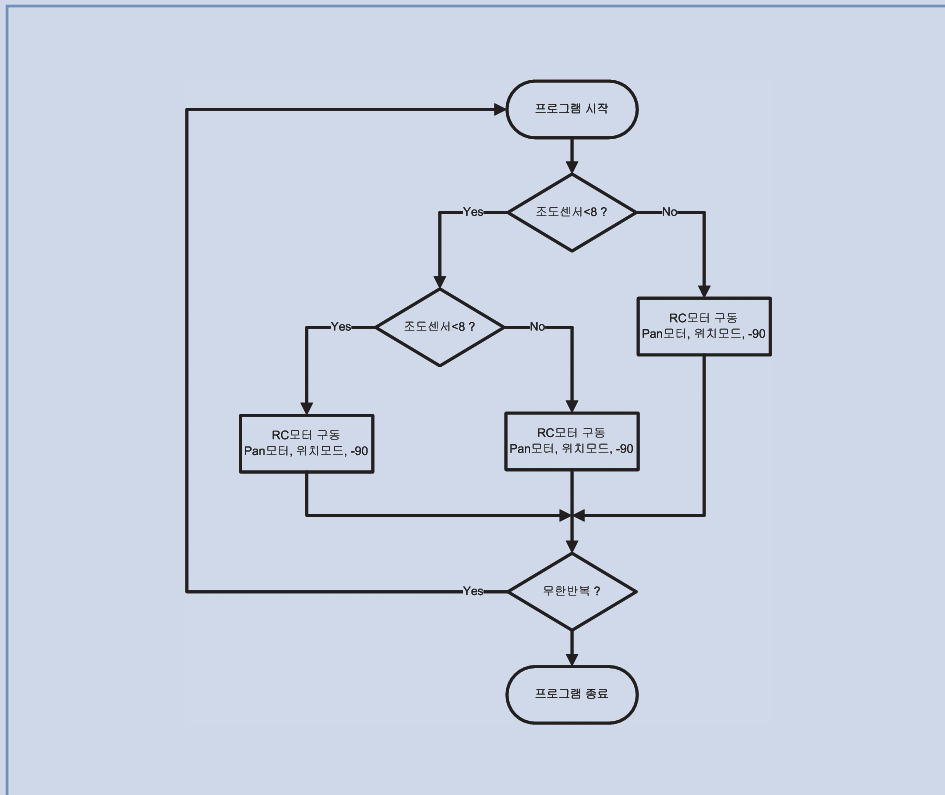 프로그램 시작
조도센서<8 ?
Yes
No
조도센서<8 ?
Yes
No
RC모터 구동
Pan모터, 위치모드, -90
RC모터 구동
Pan모터, 위치모드, -90
RC모터 구동
Pan모터, 위치모드, -90
무한반복 ?
Yes
프로그램 종료